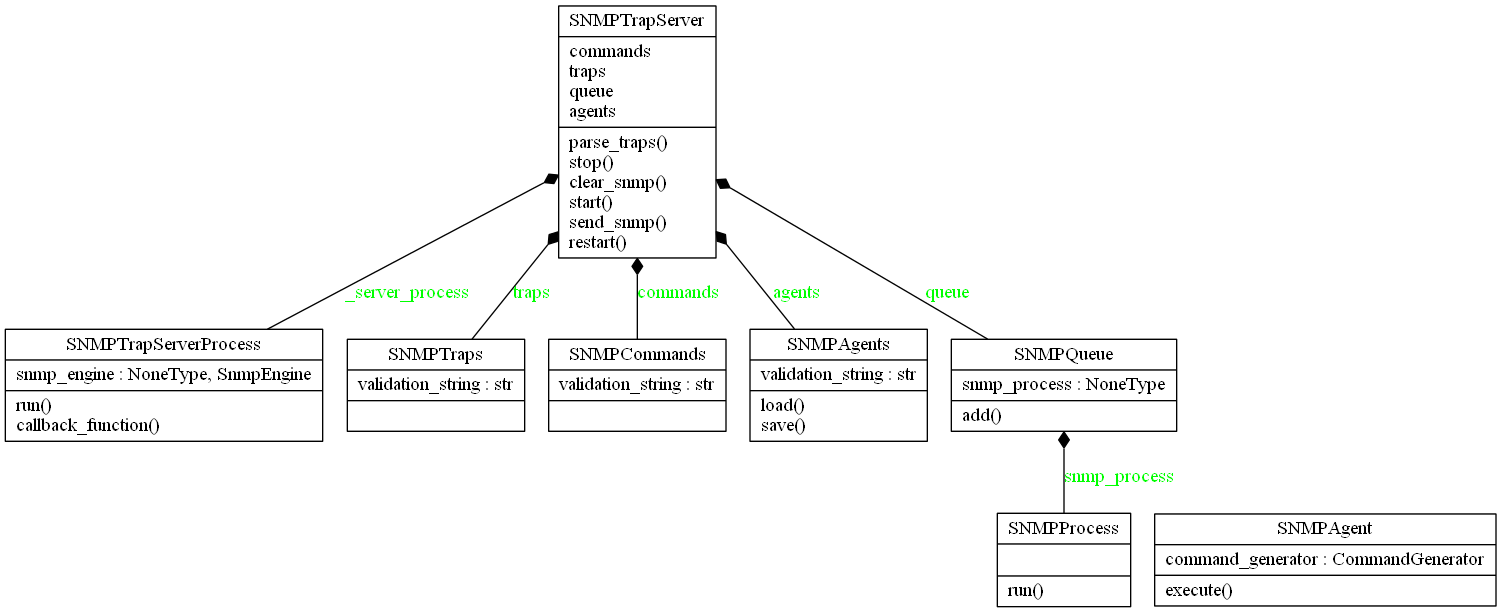 SNMPTrapServer
commands
traps
queue
agents
parse_traps()
stop()
clear_snmp()
start()
send_snmp()
restart()
_server_process
traps
commands
agents
queue
SNMPTrapServerProcess
snmp_engine : NoneType, SnmpEngine
run()
callback_function()
SNMPTraps
validation_string : str
SNMPCommands
validation_string : str
SNMPAgents
validation_string : str
load()
save()
SNMPQueue
snmp_process : NoneType
add()
snmp_process
SNMPProcess
run()
SNMPAgent
command_generator : CommandGenerator
execute()